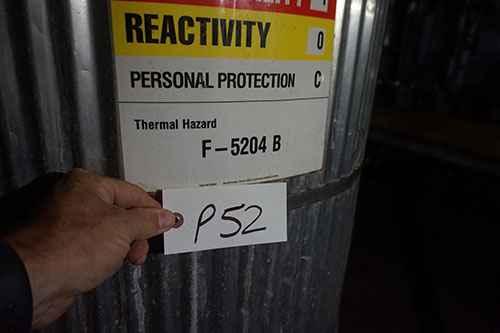 REACTIVITY 0
PERSONAL PROTECTION C
Thermal Hazard
F-5204 B
P52